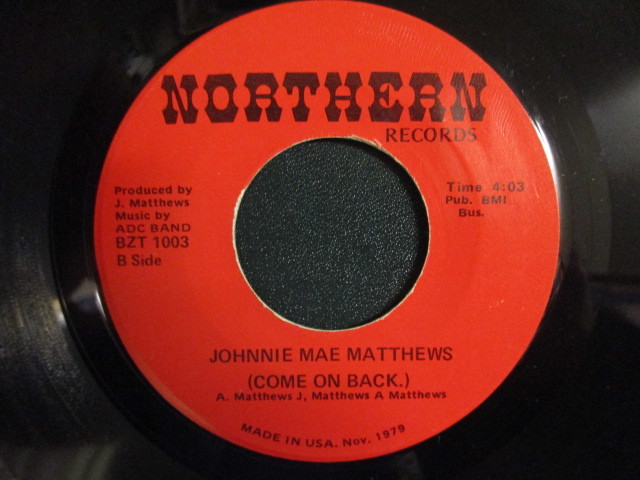 NORTHERN
RECORDS
Produced by
J. Matthews
Music by
ADC BAND
BZT 1003
B Side
Time 4:03
Pub. BMI
Bus.
JOHNNIE MAE MATTHEWS
(COME ON BACK.)
A. Matthews J, Matthews A Matthews
MADE IN USA. Nov. 1979